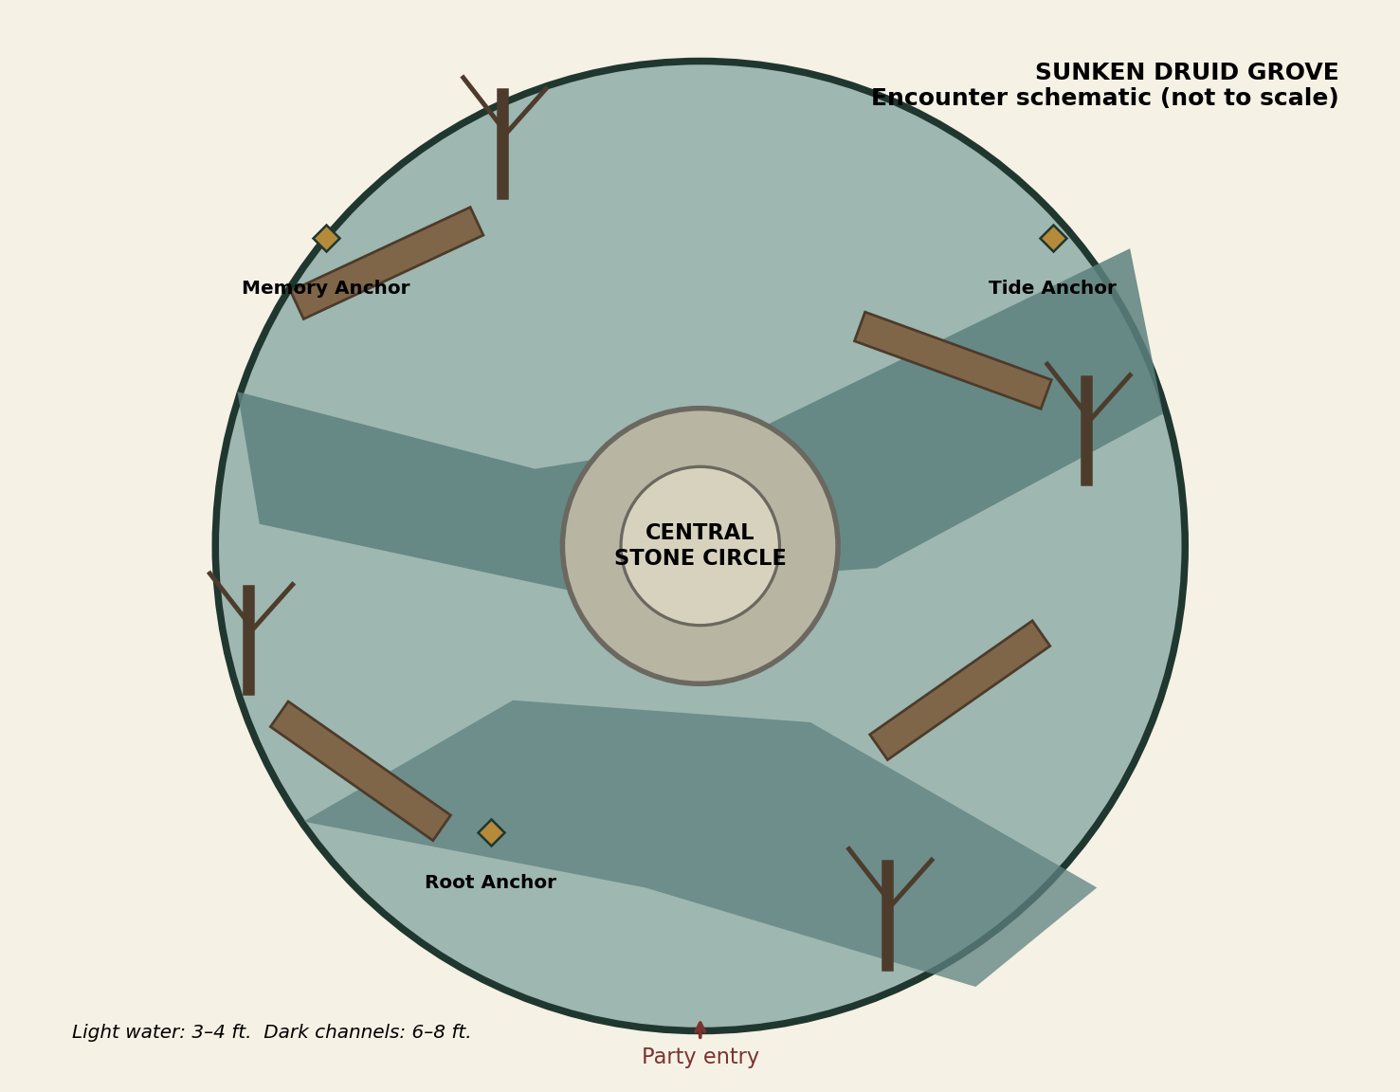 SUNKEN DRUID GROVE
Encounter schematic (not to scale)
Memory Anchor
Tide Anchor
CENTRAL
STONE CIRCLE
Root Anchor
Light water: 3–4 ft.  Dark channels: 6–8 ft.
Party entry